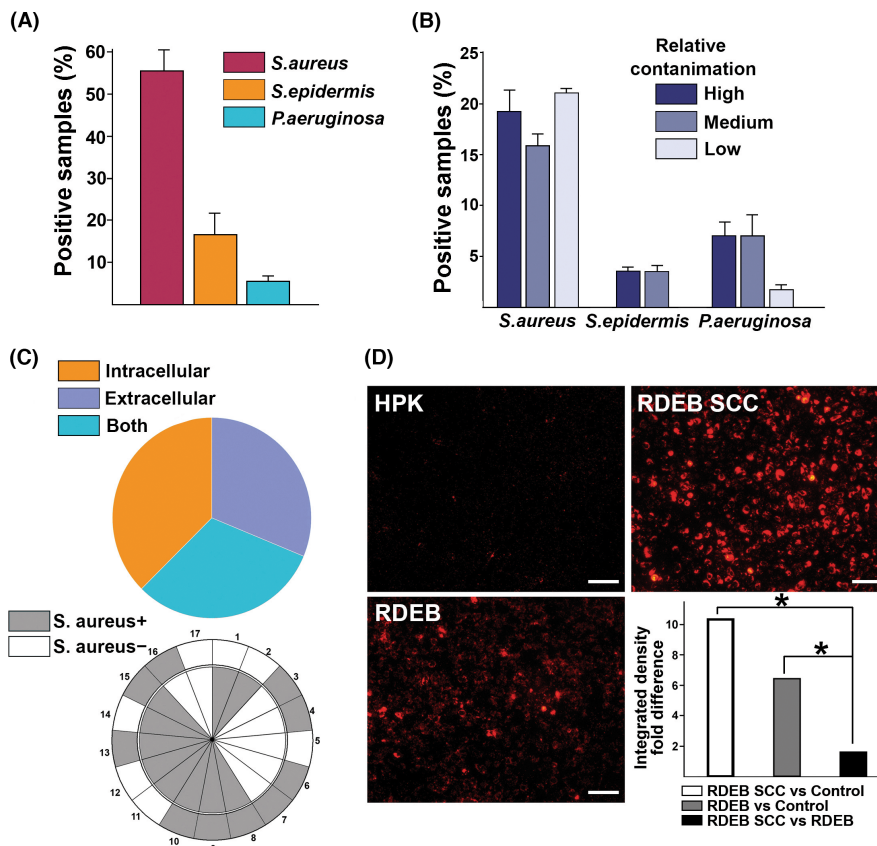 (A)
Positive samples (%)
60
50
40
30
20
10
S.aureus
S.epidermis
P.aeruginosa
(B)
Positive samples (%)
25
20
15
10
5
Relative
contanimation
High
Medium
Low
S.aureus S.epidermis P.aeruginosa
(C)
Intracellular
Extracellular
Both
S. aureus+
S. aureus−
1
2
3
4
5
6
7
8
10
11
12
13
14
15
16
17
(D)
HPK
RDEB SCC
RDEB
Integrated density
fold difference
10
8
6
4
2
*
*
RDEB SCC vs Control
RDEB vs Control
RDEB SCC vs RDEB